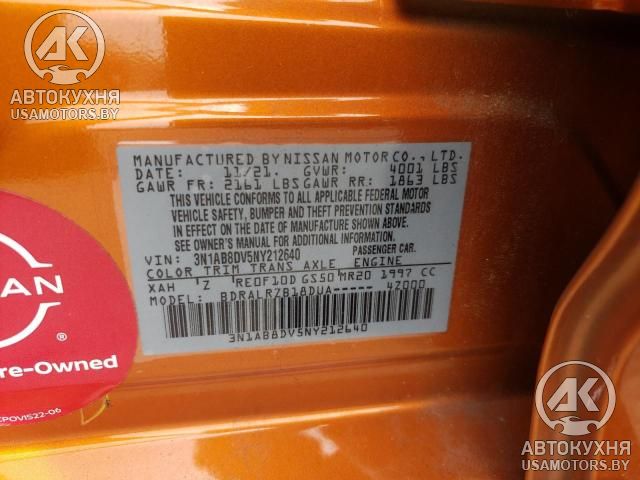 АВТОКУХНЯ
USAMOTORS.BY
MANUFACTURED BY NISSAN MOTOR CO., LTD.
DATE: 11/21. GVWR: 4001 LBS
GAWR FR: 2161 LBS GAWR RR: 1863 LBS
THIS VEHICLE CONFORMS TO ALL APPLICABLE FEDERAL MOTOR
VEHICLE SAFETY, BUMPER AND THEFT PREVENTION STANDARDS
IN EFFECT ON THE DATE OF MANUFACTURE SHOWN ABOVE.
SEE OWNER'S MANUAL FOR ADDITIONAL INFORMATION.
VIN: 3N1AB8DV5NY212640 PASSENGER CAR.
COLOR TRIM TRANS AXLE ENGINE
XAH Z RE0F10D GS50 MR20 1997 CC
MODEL: BDRALRZB18DUA----- 4Z000
3N1AB8DV5NY212640
SSAN
re-Owned
CPOVIS22-06
АК
АВТОКУХНЯ
USAMOTORS.BY